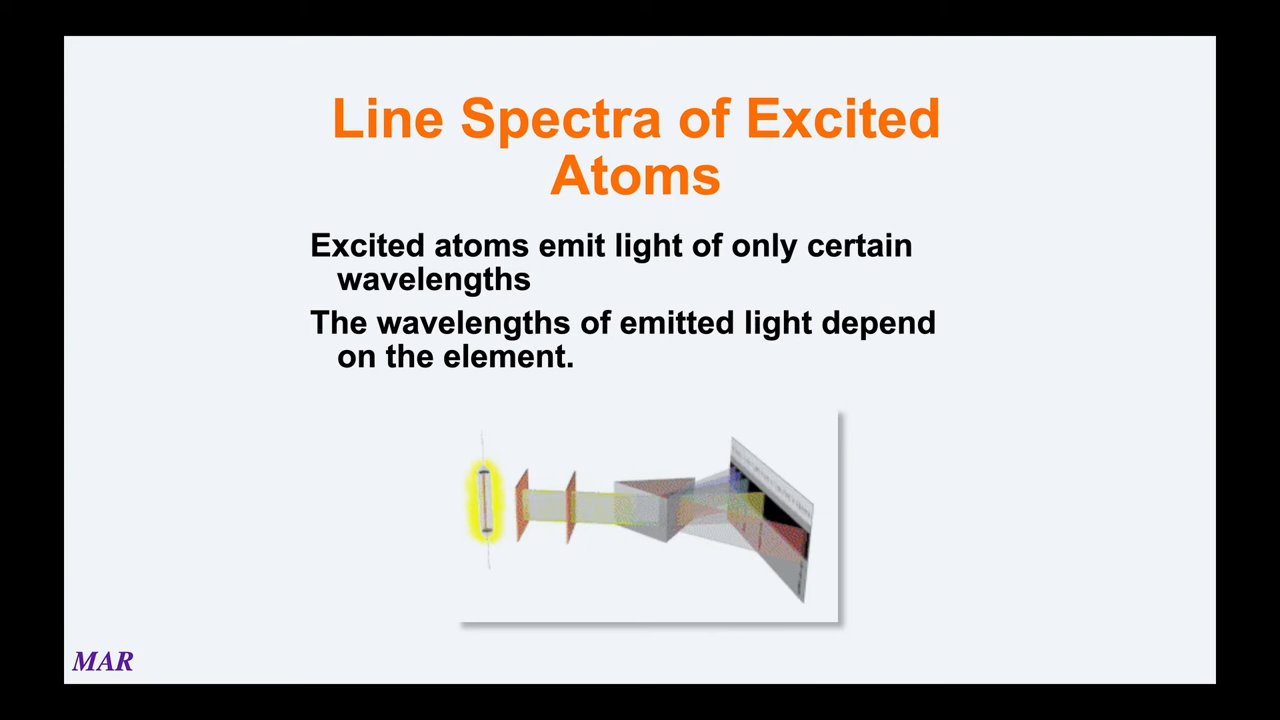 Line Spectra of Excited
Atoms
Excited atoms emit light of only certain
wavelengths
The wavelengths of emitted light depend
on the element.
MAR